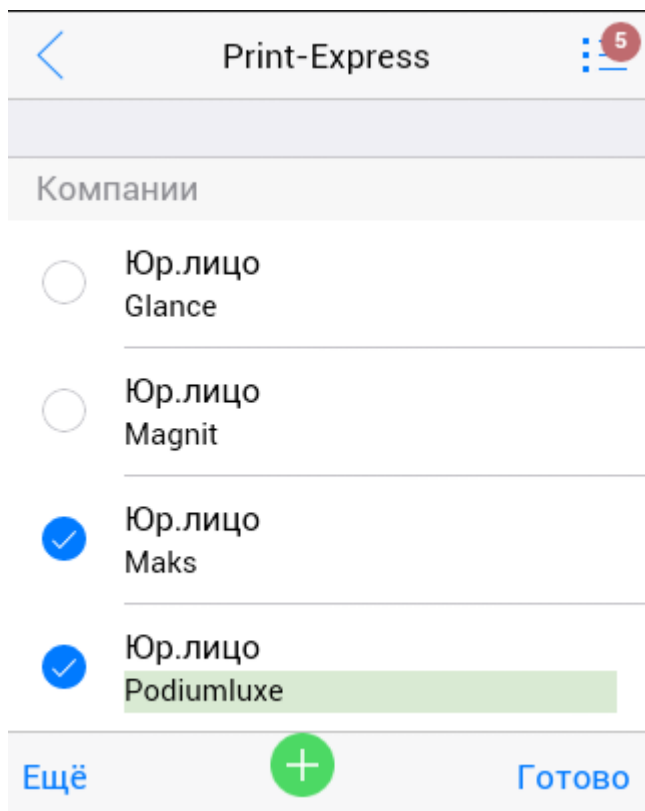 Print-Express
5
Компании
Юр.лицо
Glance
Юр.лицо
Magnit
Юр.лицо
Maks
Юр.лицо
Podiumluxe
Ещё
Готово